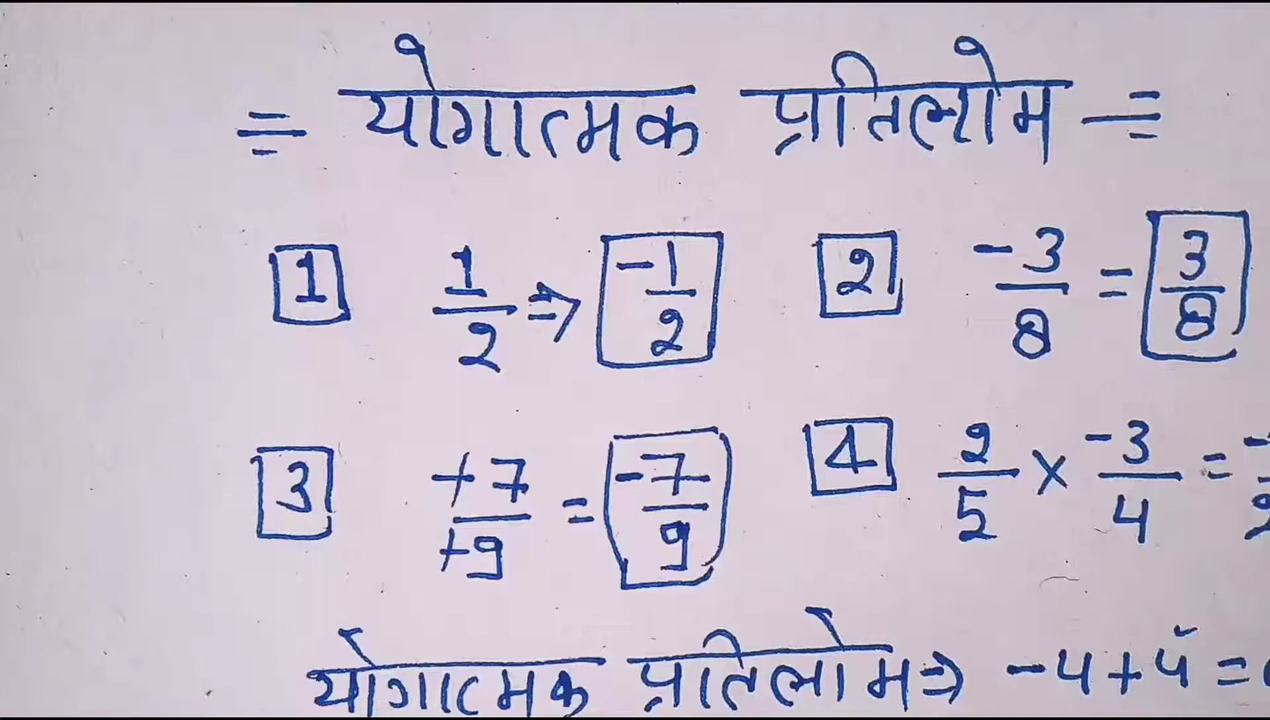 = योगात्मक प्रतिलोम =
1 1/2 ⇒ -1/2 2 -3/8 = 3/8
3 +7/+9 = -7/9 4 2/5 × -3/4 =
योगात्मक प्रतिलोम ⇒ -4+4 =